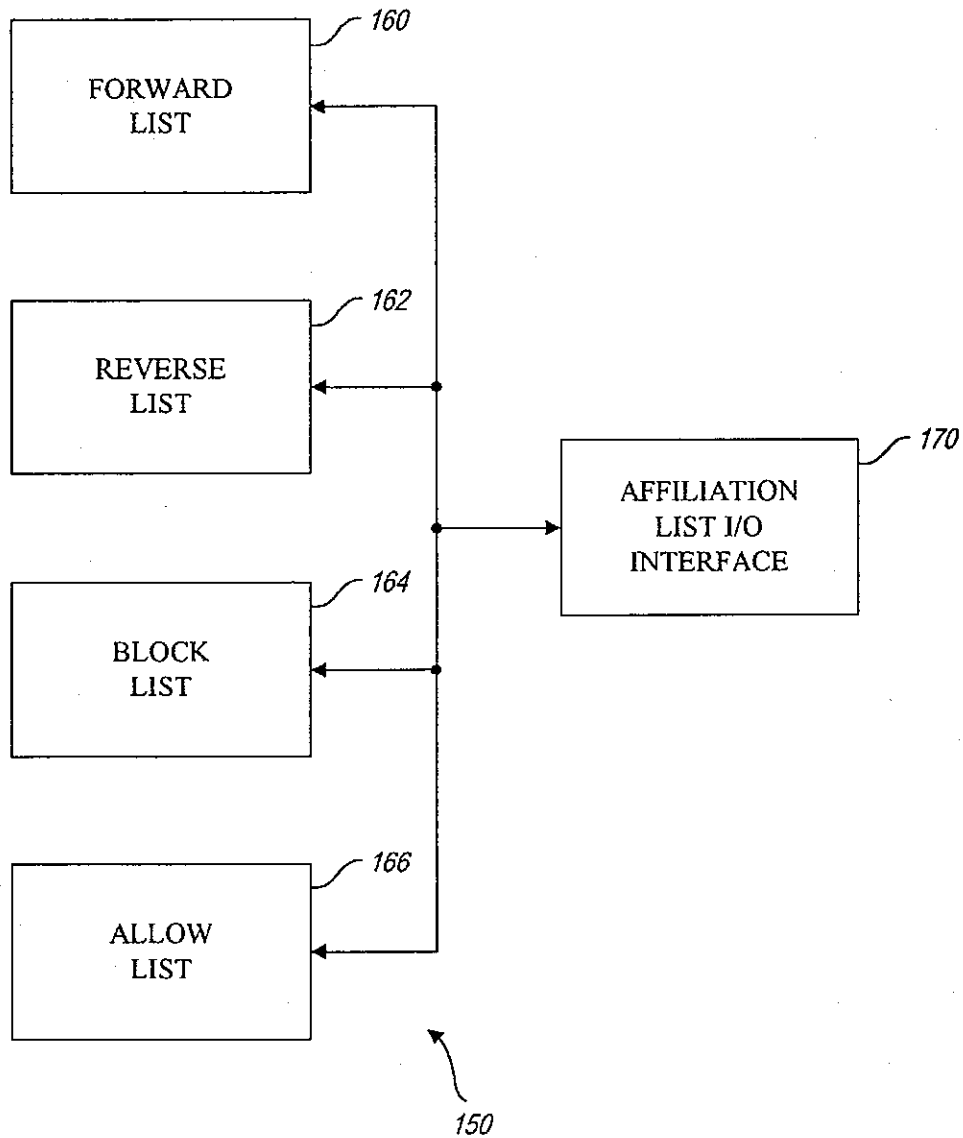 160
FORWARD
LIST
162
REVERSE
LIST
170
AFFILIATION
LIST I/O
INTERFACE
164
BLOCK
LIST
166
ALLOW
LIST
150